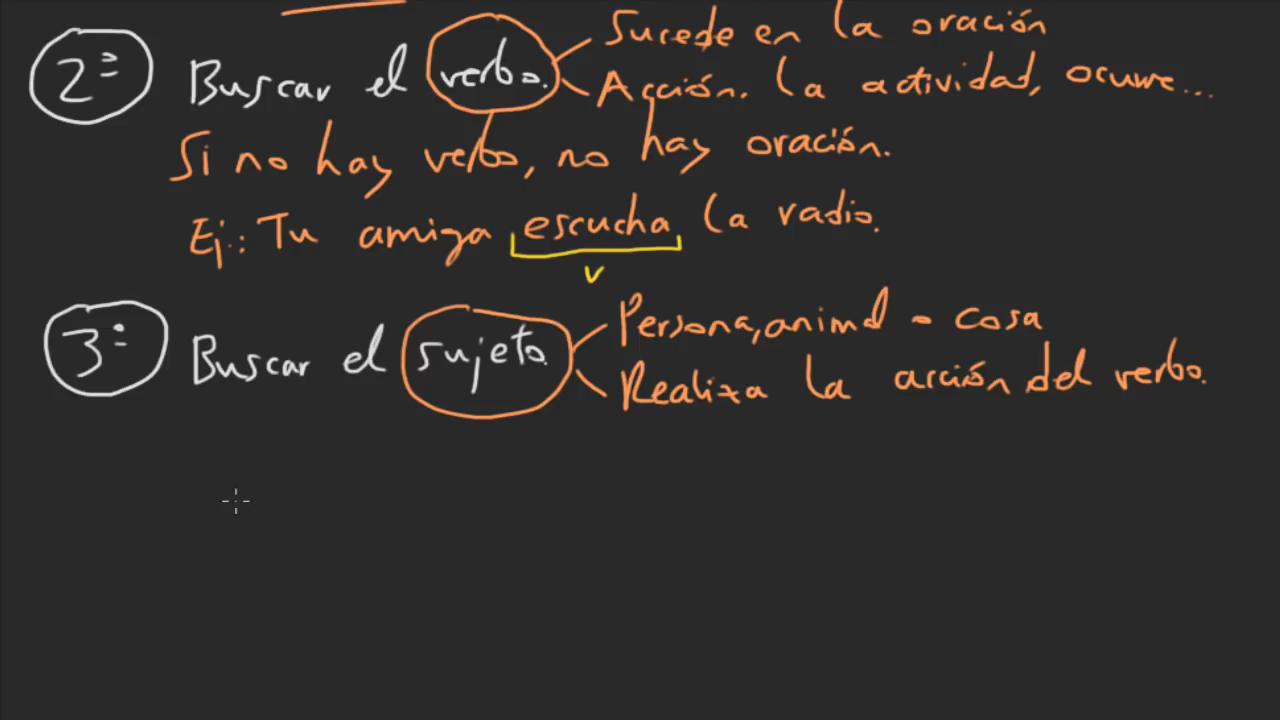 2º Buscar el verbo. Sucede en la oración
Acción. La actividad, ocurre...
Si no hay verbo, no hay oración.
Ej.: Tu amiga escucha la radio.
V
3º Buscar el sujeto. Persona, animal o cosa
Realiza la acción del verbo.